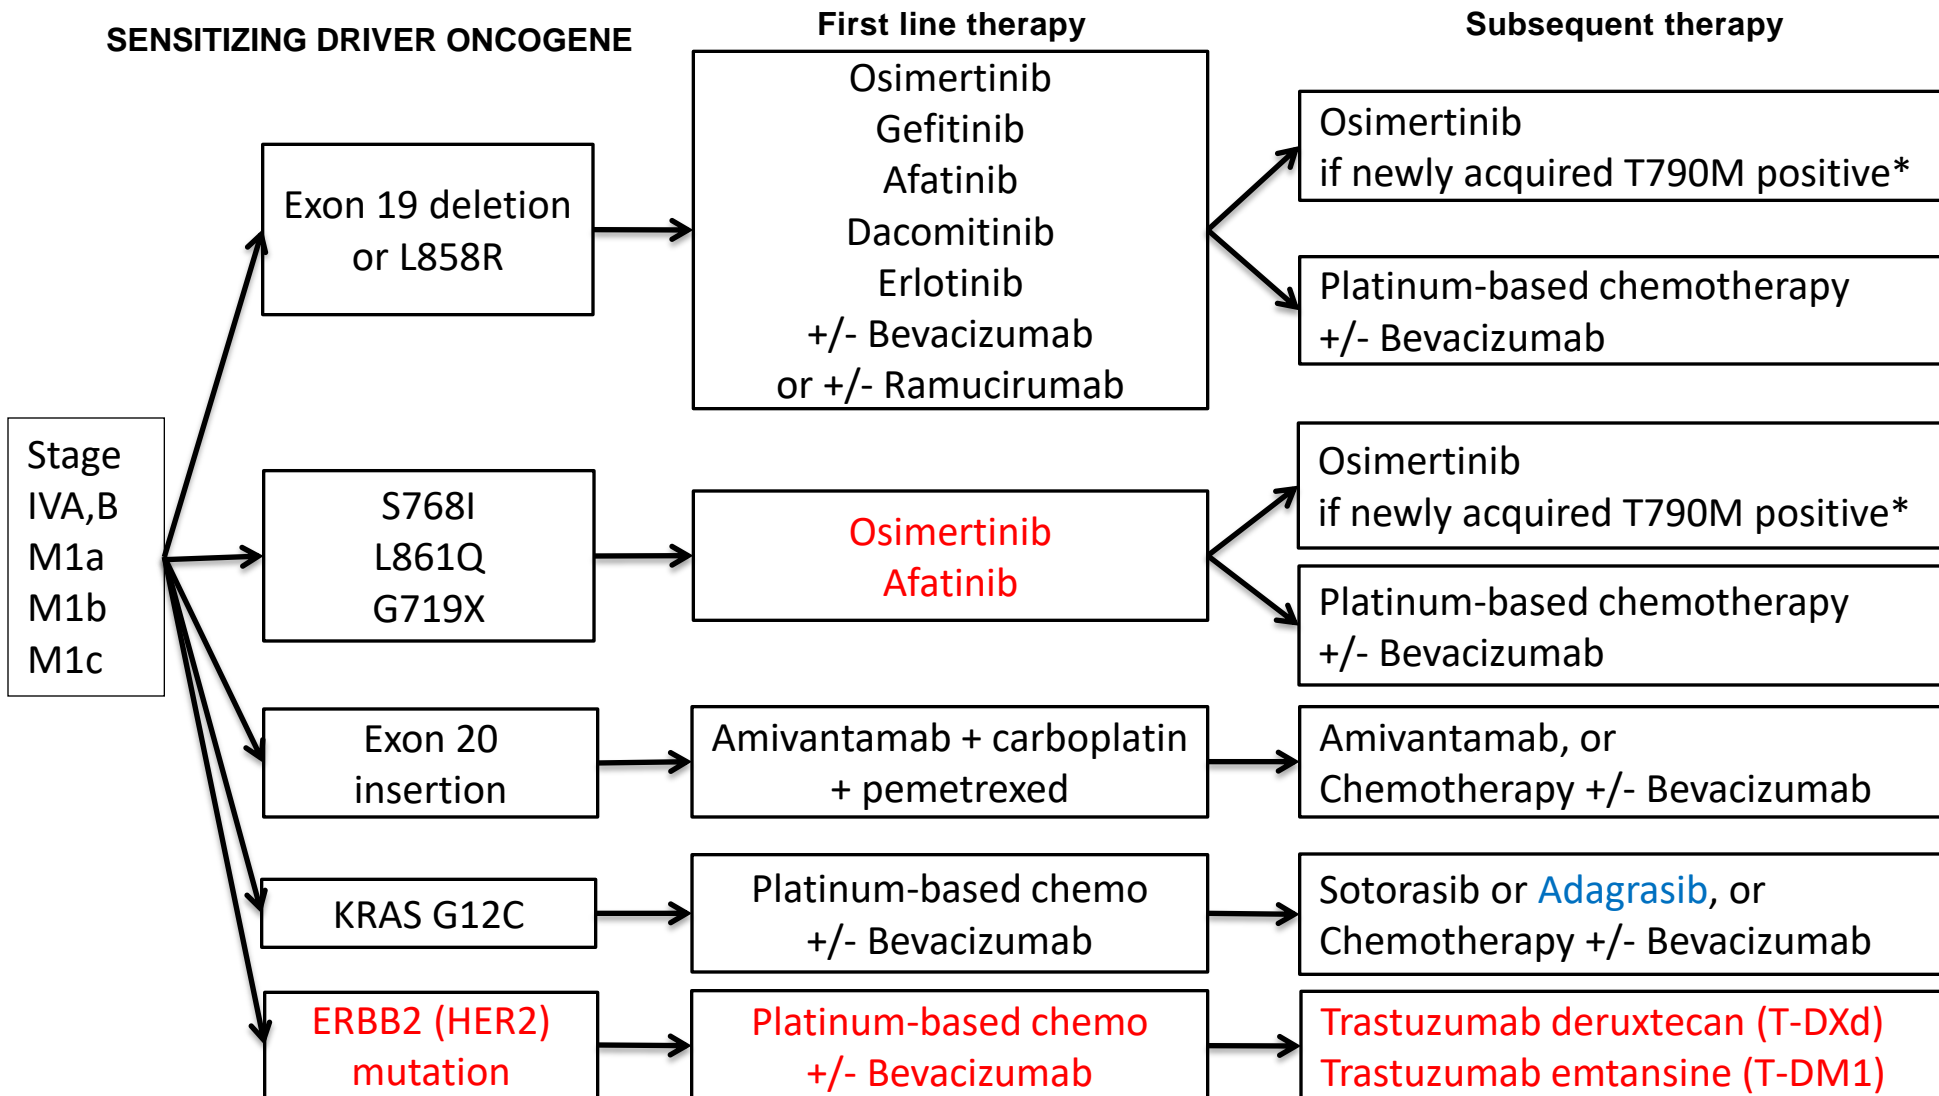 SENSITIZING DRIVER ONCOGENE
First line therapy
Subsequent therapy
Stage
IVA,B
M1a
M1b
M1c
Exon 19 deletion
or L858R
Osimertinib
Gefitinib
Afatinib
Dacomitinib
Erlotinib
+/- Bevacizumab
or +/- Ramucirumab
Osimertinib
if newly acquired T790M positive*
Platinum-based chemotherapy
+/- Bevacizumab
S768I
L861Q
G719X
Osimertinib
Afatinib
Osimertinib
if newly acquired T790M positive*
Platinum-based chemotherapy
+/- Bevacizumab
Exon 20
insertion
Amivantamab + carboplatin
+ pemetrexed
Amivantamab, or
Chemotherapy +/- Bevacizumab
KRAS G12C
Platinum-based chemo
+/- Bevacizumab
Sotorasib or Adagrasib, or
Chemotherapy +/- Bevacizumab
ERBB2 (HER2)
mutation
Platinum-based chemo
+/- Bevacizumab
Trastuzumab deruxtecan (T-DXd)
Trastuzumab emtansine (T-DM1)